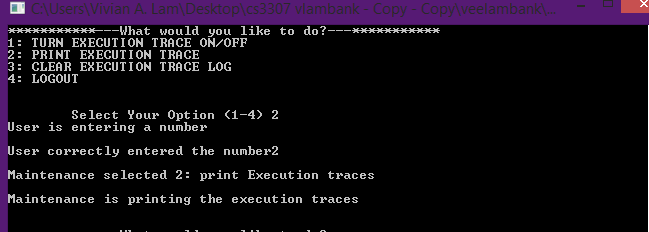 C:\Users\Vivian A. Lam\Desktop\cs3307 vlambank - Copy - Copy\veelambank\...
***********---What would you like to do?---***********
1: TURN EXECUTION TRACE ON/OFF
2: PRINT EXECUTION TRACE
3: CLEAR EXECUTION TRACE LOG
4: LOGOUT
Select Your Option (1-4) 2
User is entering a number
User correctly entered the number2
Maintenance selected 2: print Execution traces
Maintenance is printing the execution traces